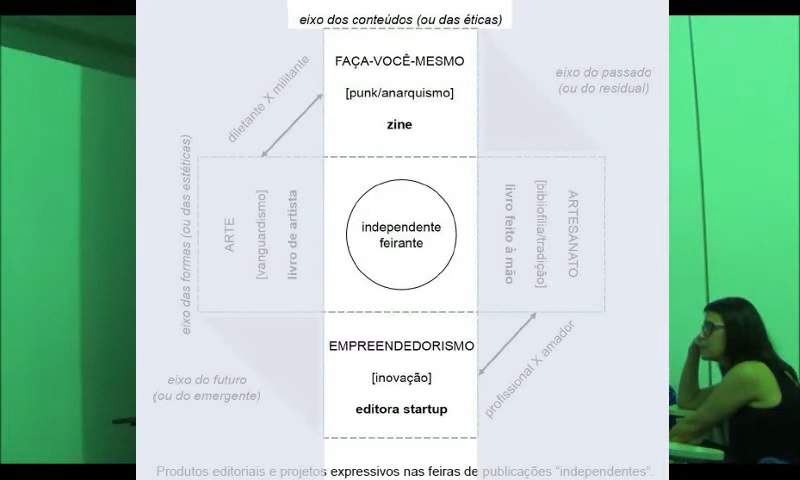 eixo dos conteúdos (ou das éticas)
FAÇA-VOCÊ-MESMO
[punk/anarquismo]
zine
diletante X militante
eixo do passado
(ou do residual)
eixo das formas (ou das estéticas)
ARTE
[vanguardismo]
livro de artista
independente
feirante
livro feito à mão
[bibliofilia/tradição]
ARTESANATO
EMPREENDEDORISMO
[inovação]
editora startup
profissional X amador
eixo do futuro
(ou do emergente)
Produtos editoriais e projetos expressivos nas feiras de publicações "independentes".